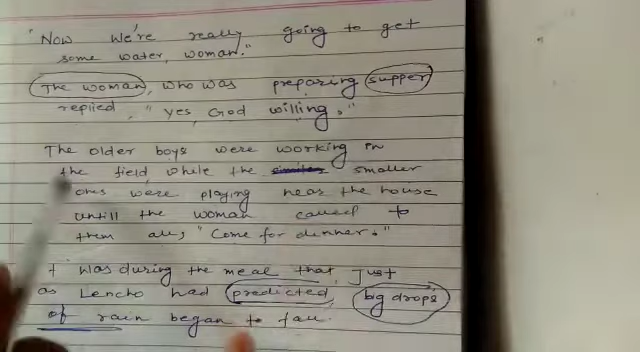 "Now we're really going to get
some water, woman."
The woman, who was preparing supper
replied, "yes, God willing."
The older boys were working in
the field, while the smaller
ones were playing near the house
untill the woman called to
them all, "Come for dinner."
t was during the meal that, Just
as Lencho had predicted, big drops
of rain began to fall.